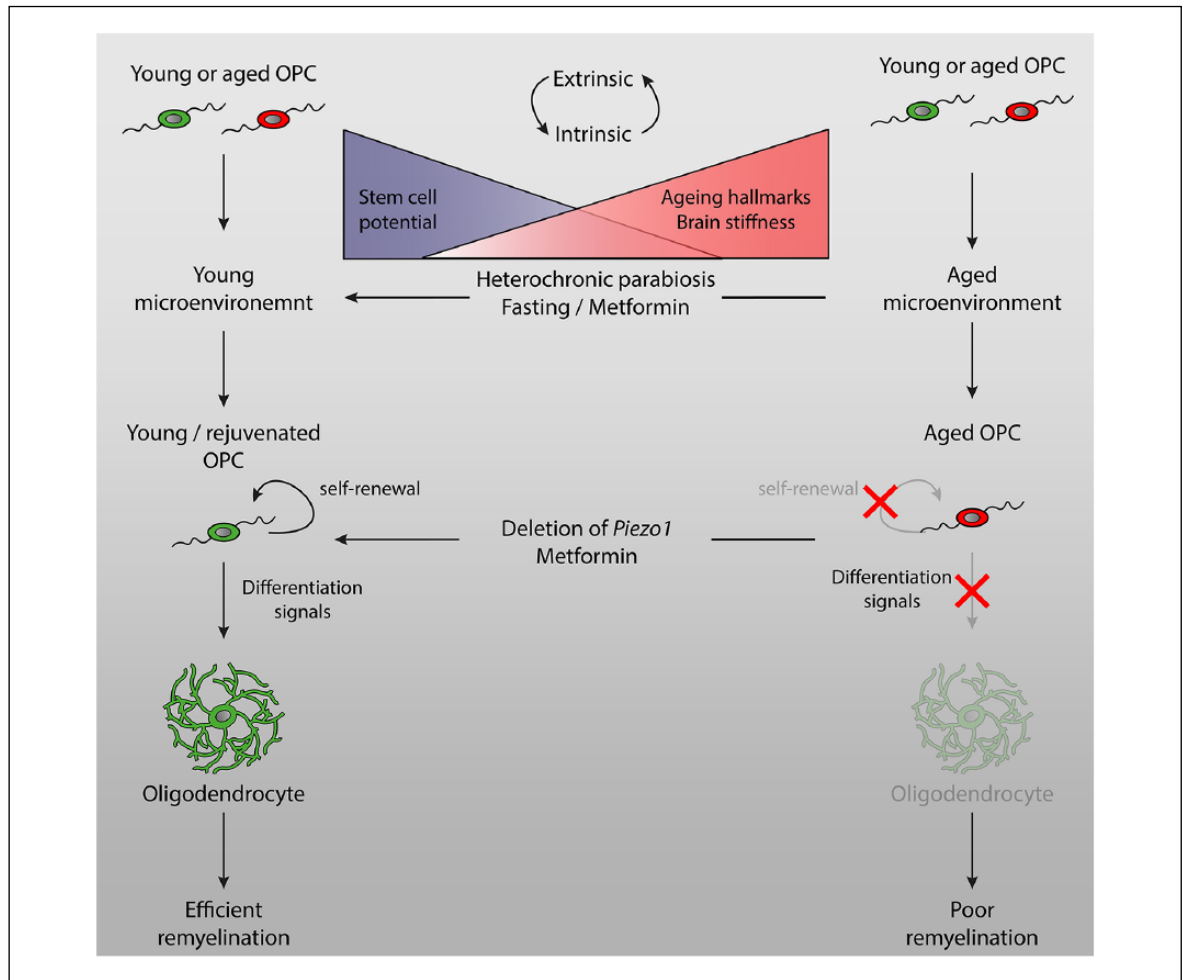 Young or aged OPC
Young or aged OPC
Extrinsic
Intrinsic
Stem cell
potential
Ageing hallmarks
Brain stiffness
Young
microenvironemnt
Heterochronic parabiosis
Fasting / Metformin
Aged
microenvironment
Young / rejuvenated
OPC
Aged OPC
self-renewal
self-renewal
Deletion of Piezo1
Metformin
Differentiation
signals
Differentiation
signals
Oligodendrocyte
Oligodendrocyte
Efficient
remyelination
Poor
remyelination